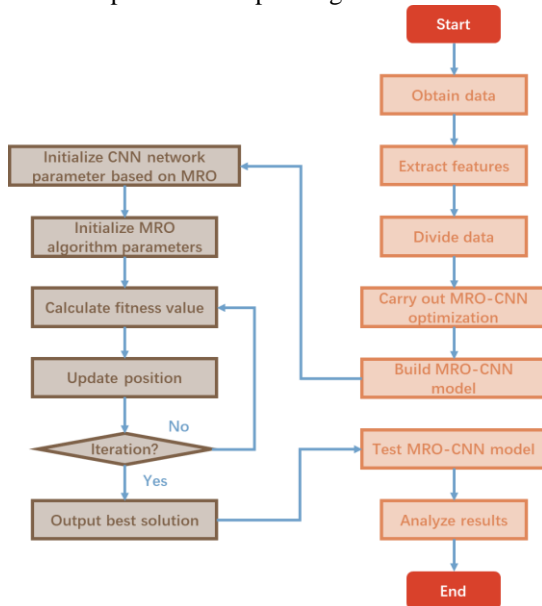 Start
Obtain data
Extract features
Divide data
Carry out MRO-CNN
optimization
Build MRO-CNN
model
Initialize CNN network
parameter based on MRO
Initialize MRO
algorithm parameters
Calculate fitness value
Update position
Iteration?
No
Yes
Output best solution
Test MRO-CNN model
Analyze results
End